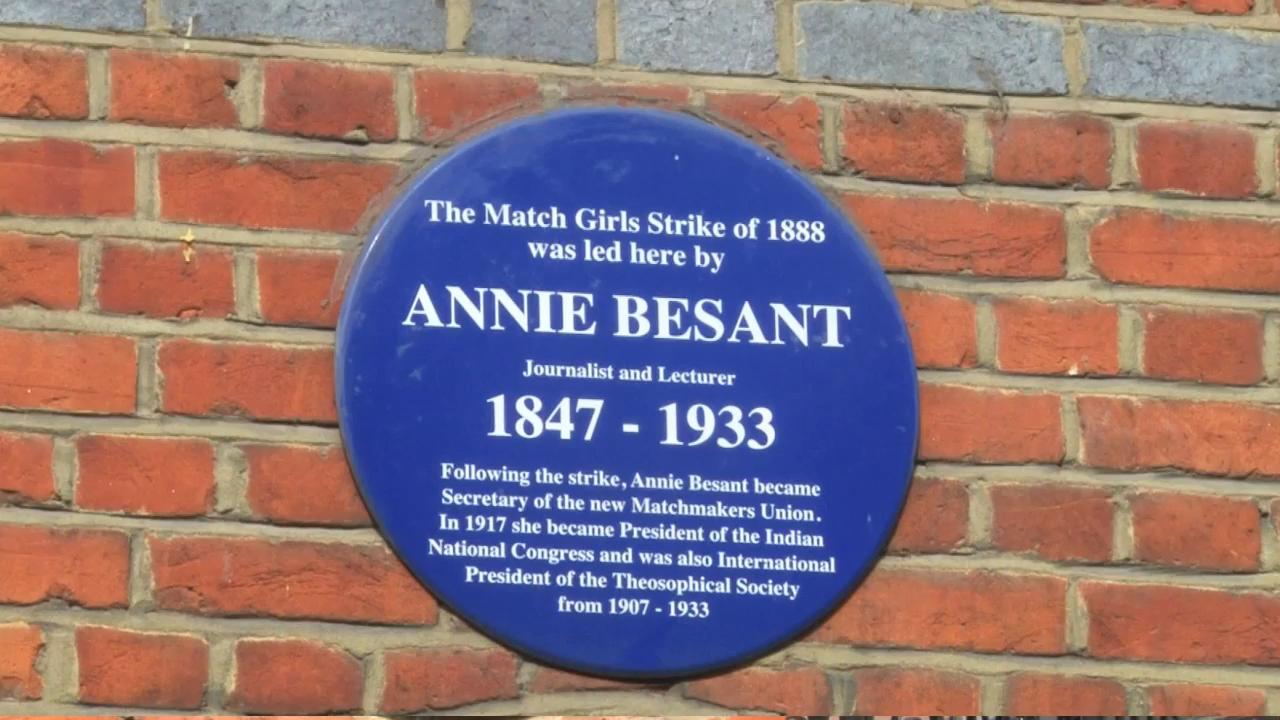 The Match Girls Strike of 1888
was led here by
ANNIE BESANT
Journalist and Lecturer
1847 - 1933
Following the strike, Annie Besant became
Secretary of the new Matchmakers Union.
In 1917 she became President of the Indian
National Congress and was also International
President of the Theosophical Society
from 1907 - 1933